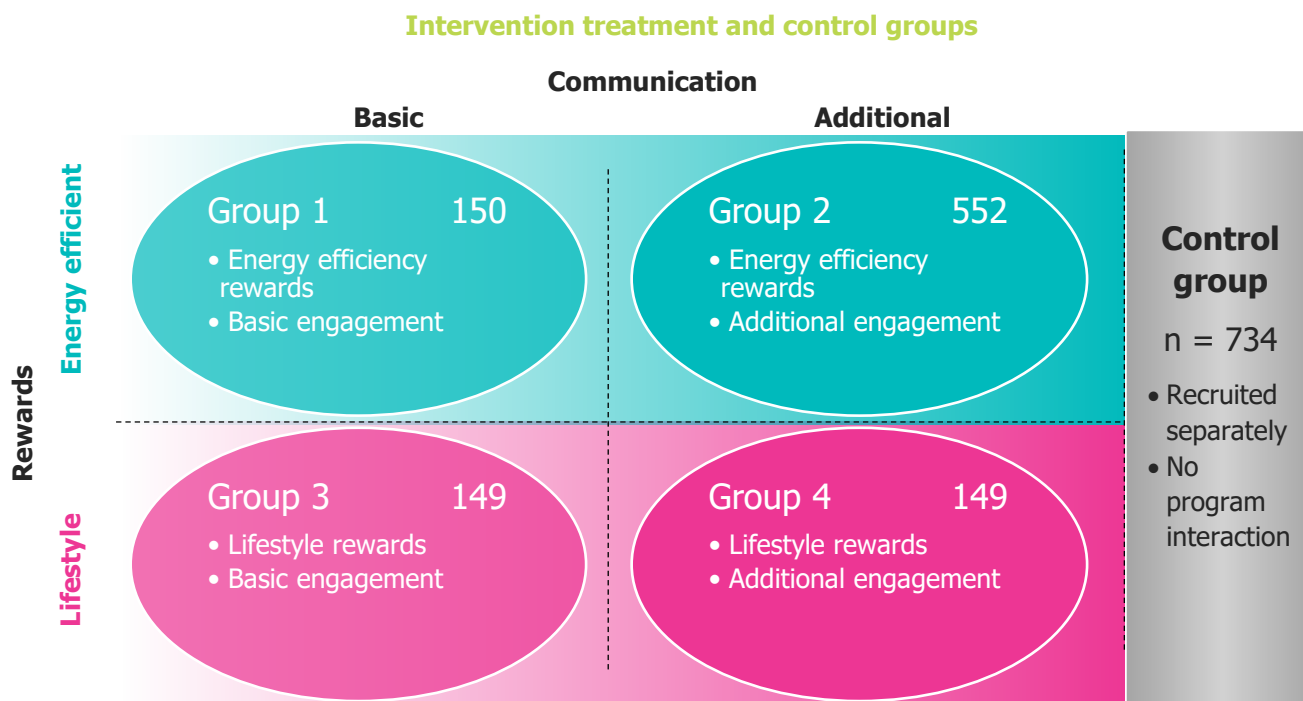 Intervention treatment and control groups
Communication
Basic
Additional
Rewards
Energy efficient
Group 1 150
• Energy efficiency
rewards
• Basic engagement
Group 2 552
• Energy efficiency
rewards
• Additional engagement
Lifestyle
Group 3 149
• Lifestyle rewards
• Basic engagement
Group 4 149
• Lifestyle rewards
• Additional engagement
Control
group
n = 734
• Recruited
separately
• No
program
interaction